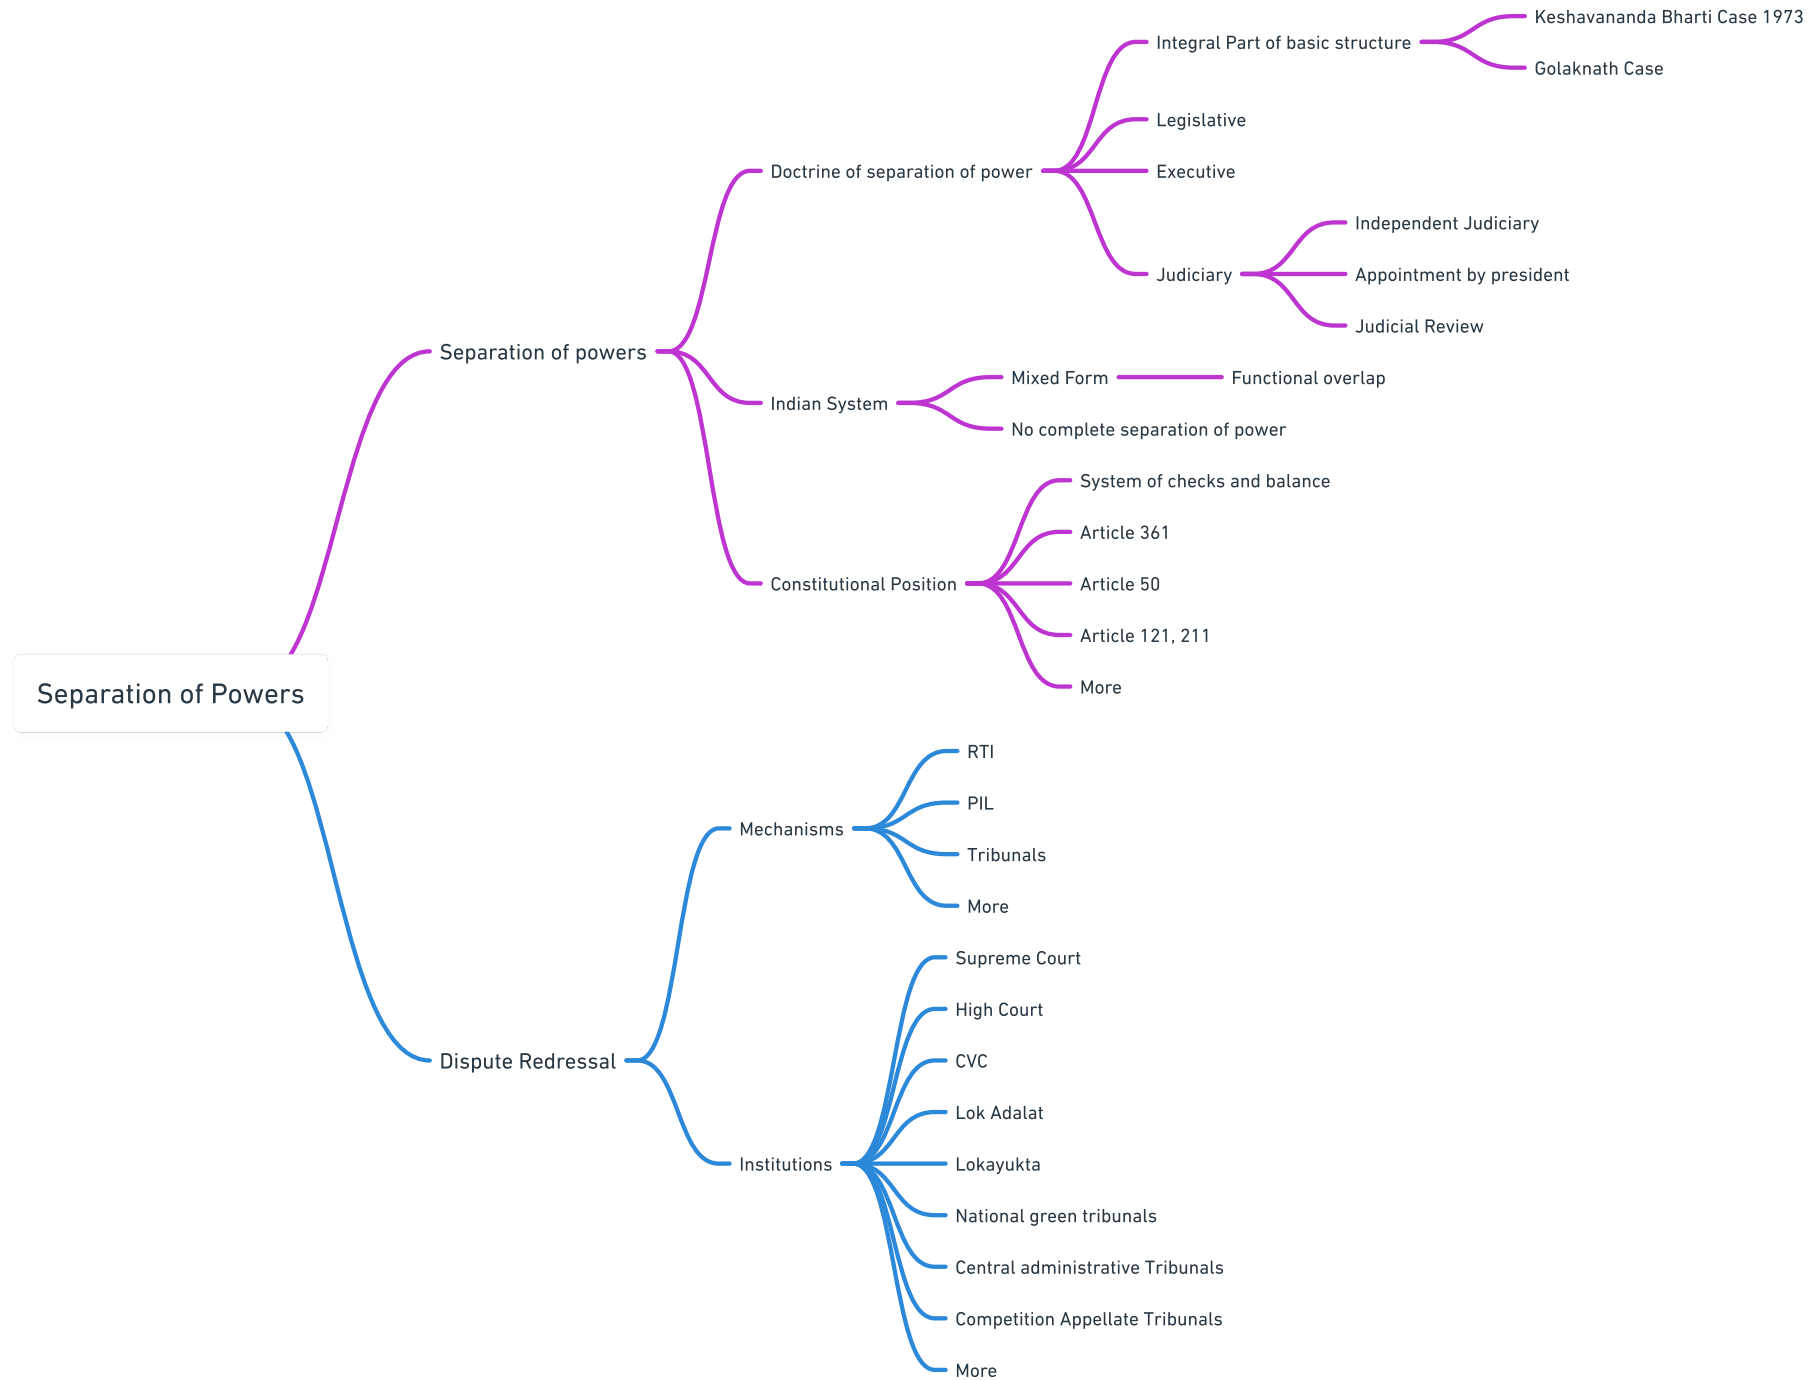 Keshavananda Bharti Case 1973
Integral Part of basic structure
Golaknath Case
Legislative
Doctrine of separation of power
Executive
Independent Judiciary
Judiciary
Appointment by president
Judicial Review
Separation of powers
Mixed Form
Functional overlap
Indian System
No complete separation of power
System of checks and balance
Article 361
Constitutional Position
Article 50
Article 121, 211
More
Separation of Powers
RTI
PIL
Mechanisms
Tribunals
More
Supreme Court
High Court
Dispute Redressal
CVC
Lok Adalat
Institutions
Lokayukta
National green tribunals
Central administrative Tribunals
Competition Appellate Tribunals
More